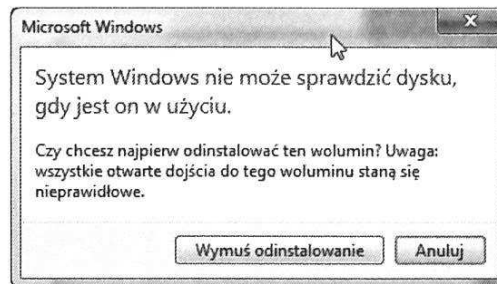 Microsoft Windows
System Windows nie może sprawdzić dysku,
gdy jest on w użyciu.
Czy chcesz najpierw odinstalować ten wolumin? Uwaga:
wszystkie otwarte dojścia do tego woluminu staną się
nieprawidłowe.
Wymuś odinstalowanie Anuluj